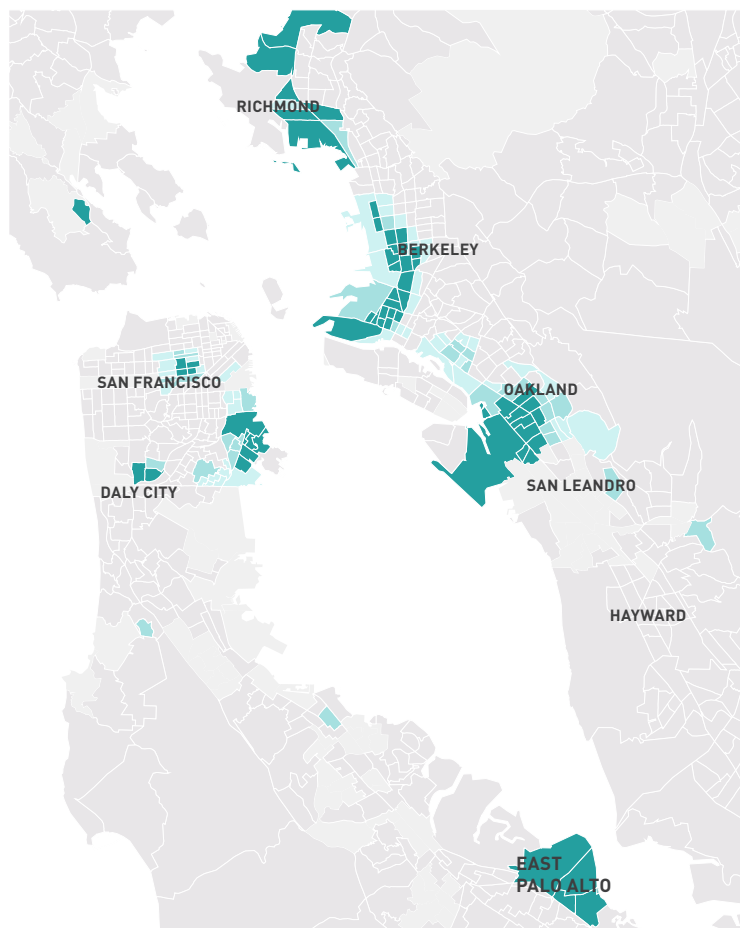 RICHMOND
BERKELEY
SAN FRANCISCO
OAKLAND
DALY CITY
SAN LEANDRO
HAYWARD
EAST
PALO ALTO